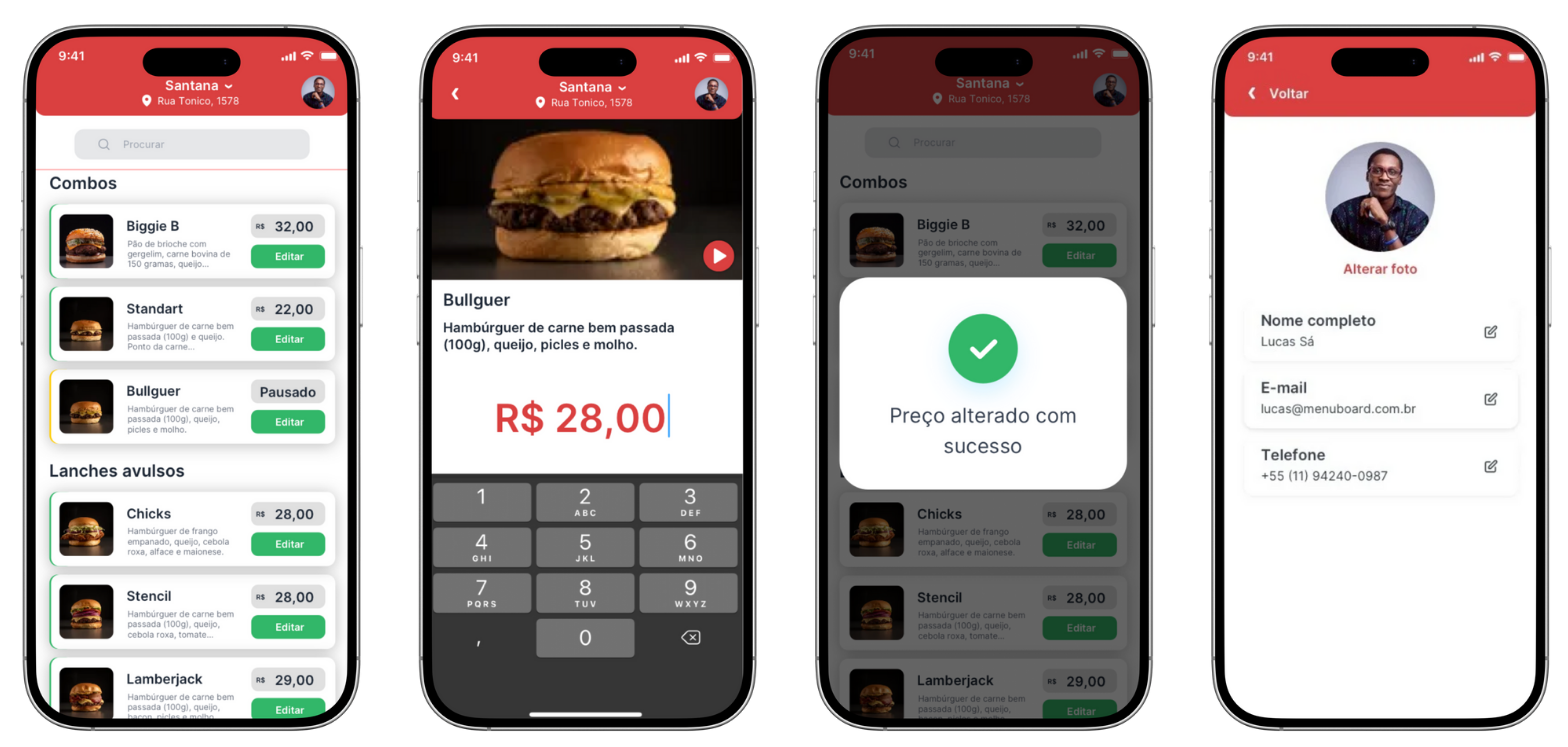 9:41
Santana
Rua Tonico, 1578
Procurar
Combos
Biggie B
R$ 32,00
Pão de brioche com
gergelim, carne bovina de
150 gramas, queijo...
Editar
Standart
R$ 22,00
Hambúrguer de carne bem
passada (100g) e queijo.
Ponto da carne...
Editar
Bullguer
Pausado
Hambúrguer de carne bem
passada (100g), queijo,
picles e molho.
Editar
Lanches avulsos
Chicks
R$ 28,00
Hambúrguer de frango
empanado, queijo, cebola
roxa, alface e maionese.
Editar
Stencil
R$ 28,00
Hambúrguer de carne bem
passada (100g), queijo,
cebola roxa, tomate...
Editar
Lamberjack
R$ 29,00
Hambúrguer de carne bem
passada (100g), queijo,
bacon, picles e molho
Editar
9:41
Santana
Rua Tonico, 1578
Bullguer
Hambúrguer de carne bem passada
(100g), queijo, picles e molho.
R$ 28,00
1 2 3
ABC DEF
4 5 6
GHI JKL MNO
7 8 9
PQRS TUV WXYZ
, 0
9:41
Santana
Rua Tonico, 1578
Procurar
Combos
Biggie B
R$ 32,00
Pão de brioche com
gergelim, carne bovina de
150 gramas, queijo...
Editar
Preço alterado com
sucesso
Chicks
R$ 28,00
Hambúrguer de frango
empanado, queijo, cebola
roxa, alface e maionese.
Editar
Stencil
R$ 28,00
Hambúrguer de carne bem
passada (100g), queijo,
cebola roxa, tomate...
Editar
Lamberjack
R$ 29,00
Hambúrguer de carne bem
passada (100g), queijo,
bacon, picles e molho
Editar
9:41
Voltar
Alterar foto
Nome completo
Lucas Sá
E-mail
lucas@menuboard.com.br
Telefone
+55 (11) 94240-0987